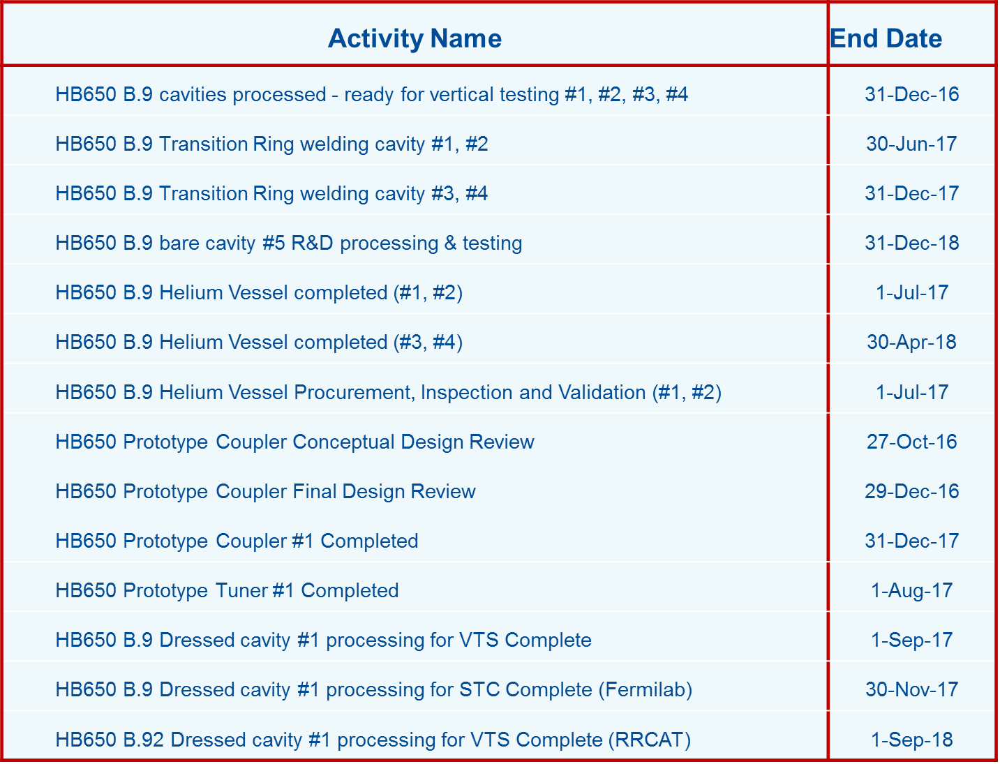 Activity Name End Date
HB650 B.9 cavities processed - ready for vertical testing #1, #2, #3, #4 31-Dec-16
HB650 B.9 Transition Ring welding cavity #1, #2 30-Jun-17
HB650 B.9 Transition Ring welding cavity #3, #4 31-Dec-17
HB650 B.9 bare cavity #5 R&D processing & testing 31-Dec-18
HB650 B.9 Helium Vessel completed (#1, #2) 1-Jul-17
HB650 B.9 Helium Vessel completed (#3, #4) 30-Apr-18
HB650 B.9 Helium Vessel Procurement, Inspection and Validation (#1, #2) 1-Jul-17
HB650 Prototype Coupler Conceptual Design Review 27-Oct-16
HB650 Prototype Coupler Final Design Review 29-Dec-16
HB650 Prototype Coupler #1 Completed 31-Dec-17
HB650 Prototype Tuner #1 Completed 1-Aug-17
HB650 B.9 Dressed cavity #1 processing for VTS Complete 1-Sep-17
HB650 B.9 Dressed cavity #1 processing for STC Complete (Fermilab) 30-Nov-17
HB650 B.92 Dressed cavity #1 processing for VTS Complete (RRCAT) 1-Sep-18